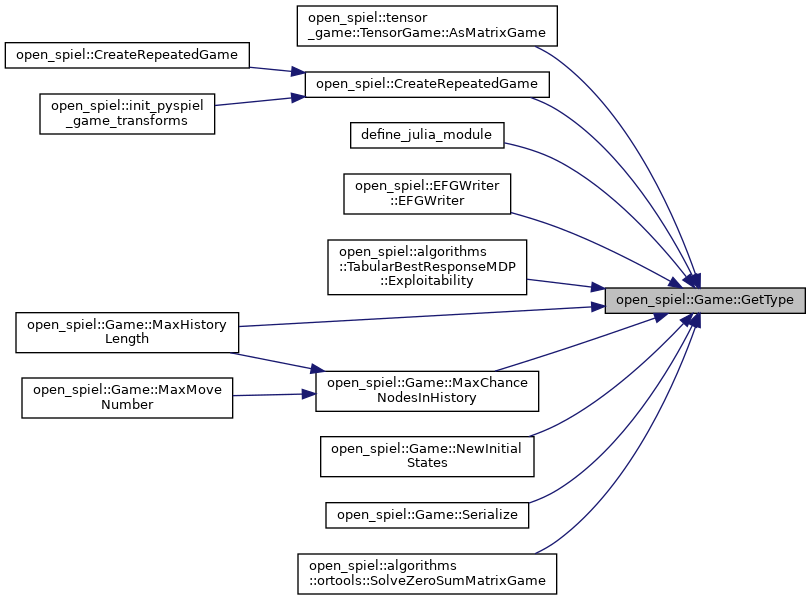 open_spiel::tensor
_game::TensorGame::AsMatrixGame
open_spiel::CreateRepeatedGame
open_spiel::CreateRepeatedGame
open_spiel::init_pyspiel
_game_transforms
define_julia_module
open_spiel::EFGWriter
::EFGWriter
open_spiel::algorithms
::TabularBestResponseMDP
::Exploitability
open_spiel::Game::GetType
open_spiel::Game::MaxHistory
Length
open_spiel::Game::MaxChance
NodesInHistory
open_spiel::Game::MaxMove
Number
open_spiel::Game::NewInitial
States
open_spiel::Game::Serialize
open_spiel::algorithms
::ortools::SolveZeroSumMatrixGame